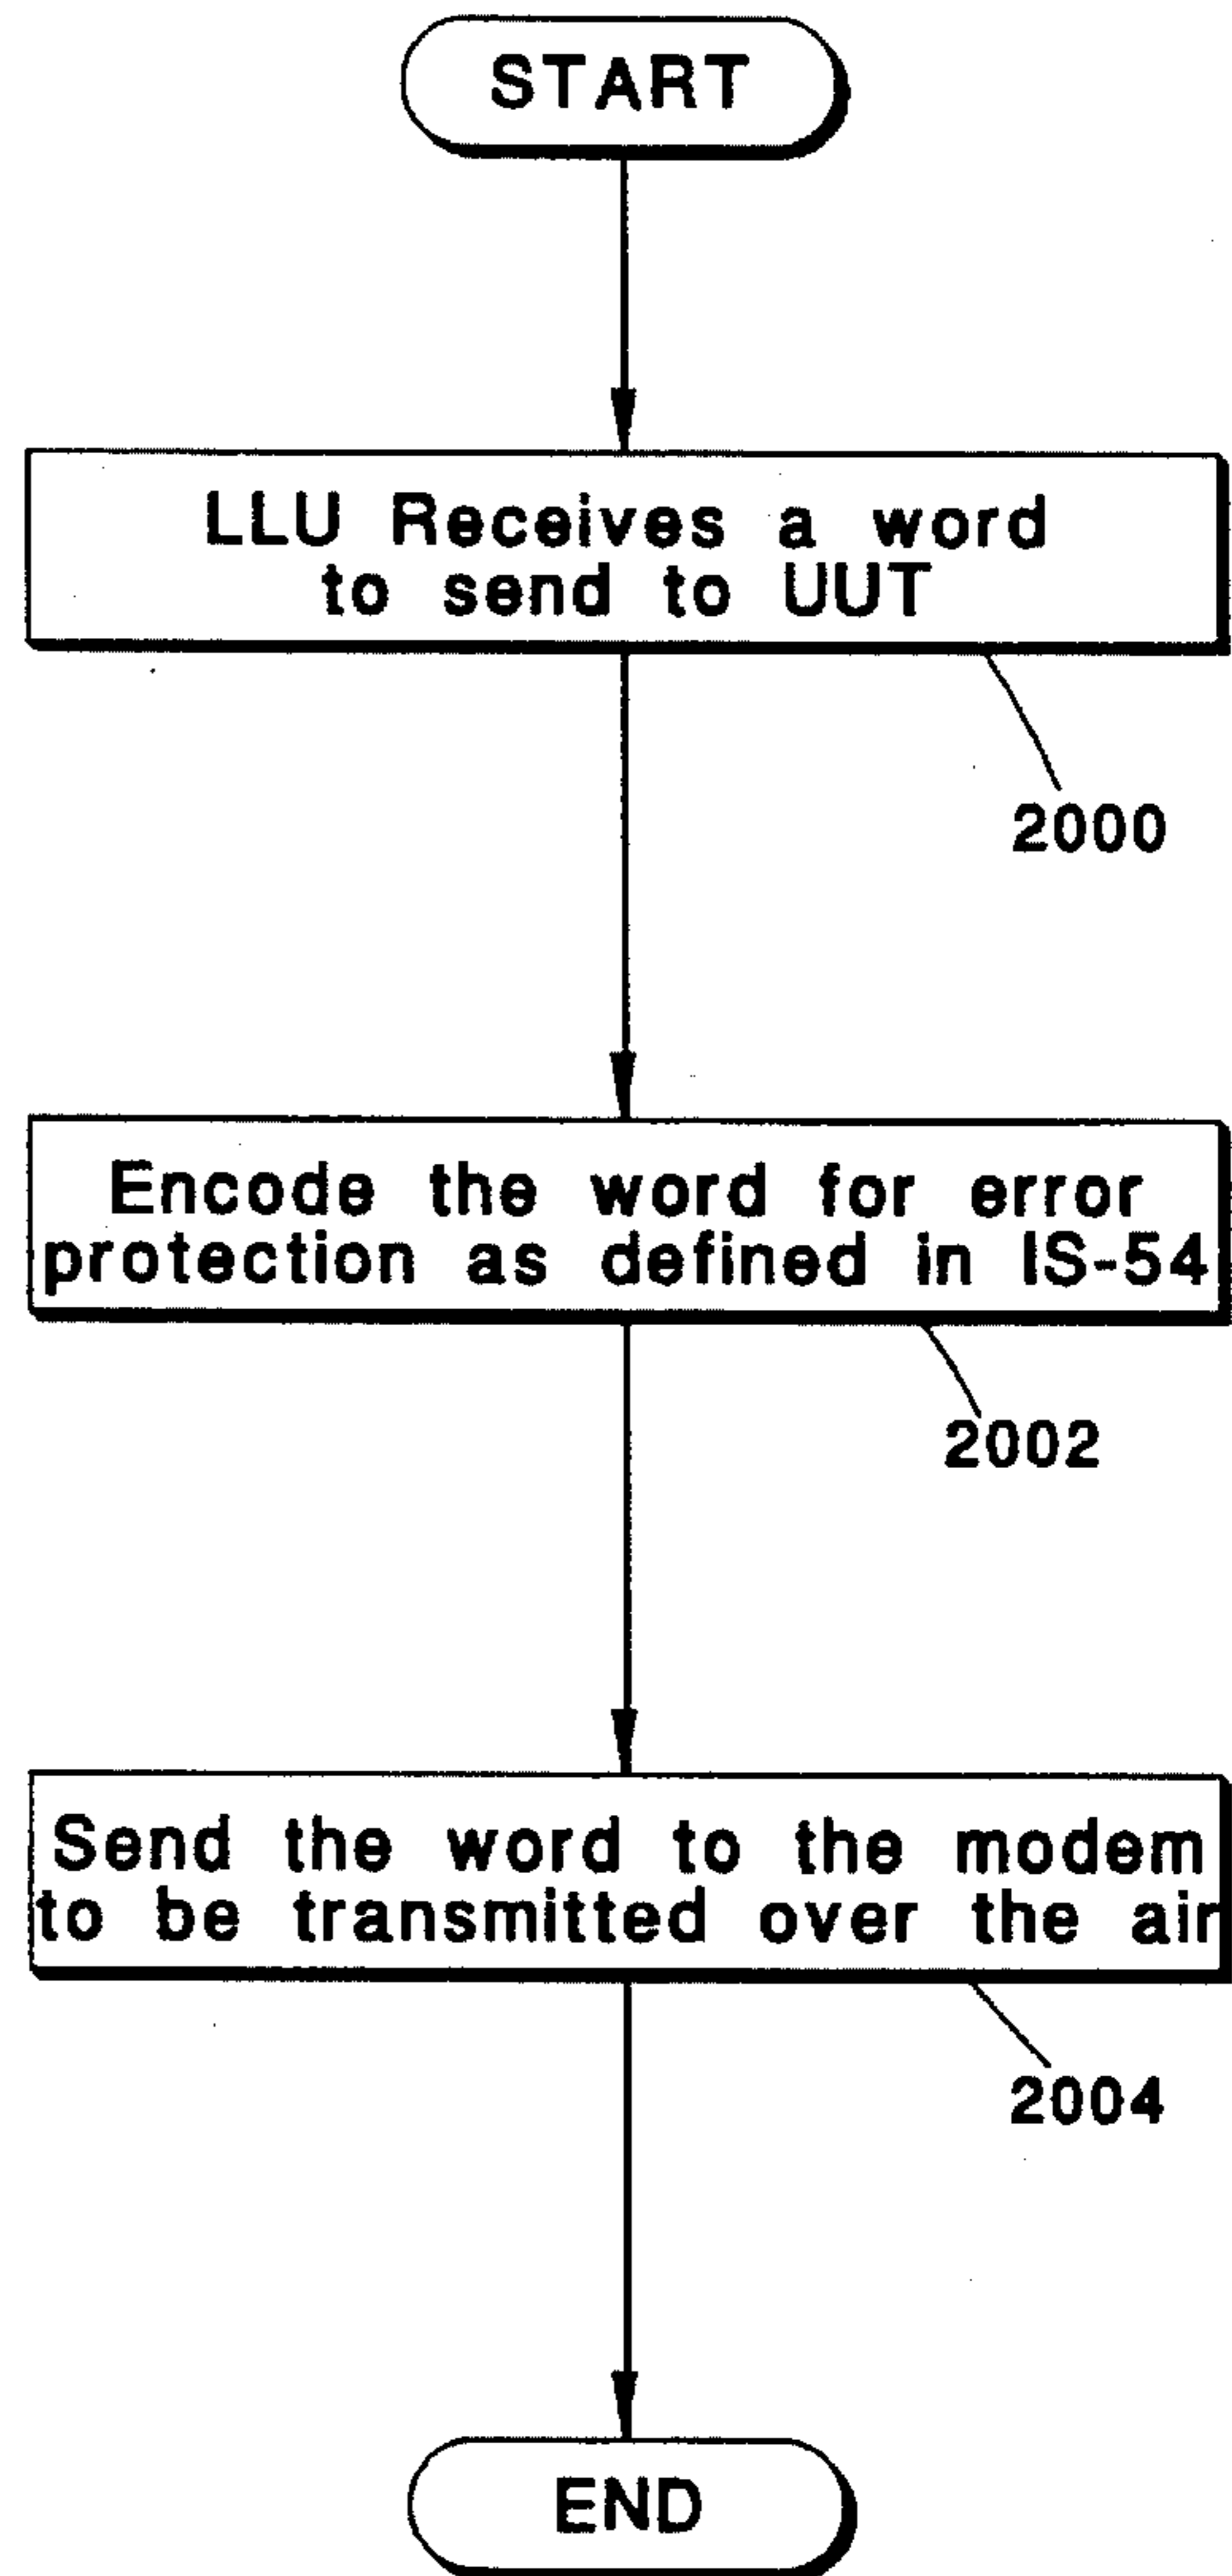 START
LLU Receives a word
to send to UUT
2000
Encode the word for error
protection as defined in IS-54
2002
Send the word to the modem
to be transmitted over the air
2004
END